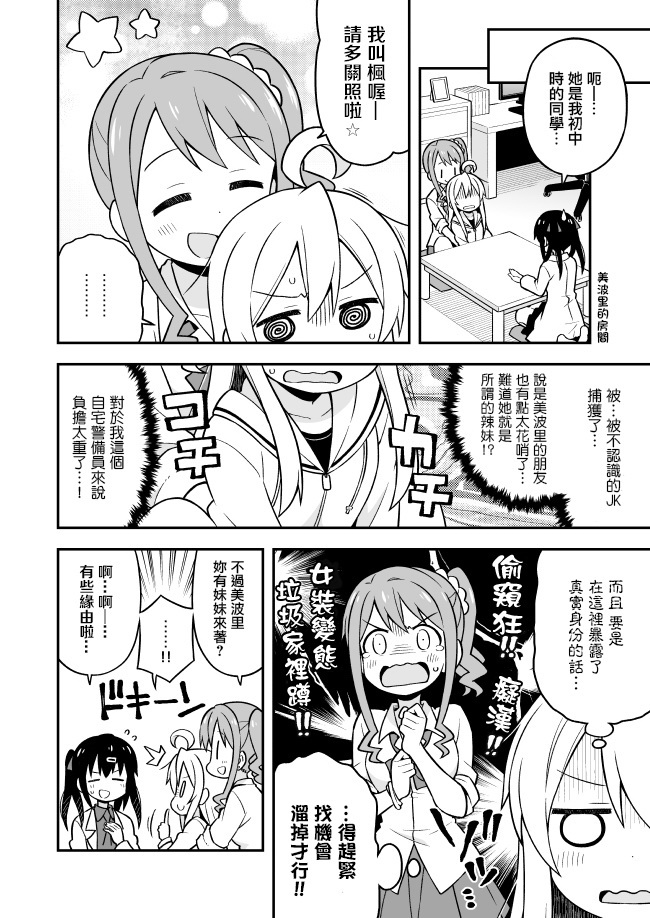 呃──…
她是我初中
時的同學…
美波里的房間
我叫楓喔─
請多關照啦
☆
………
被…被不認識的JK
捕獲了…
說是美波里的朋友
也有點太花哨了…
難道她就是
所謂的辣妹!?
カチ
コチ
對於我這個
自宅警備員來說
負擔太重了…!
而且要是
在這裡暴露了
真實身份的話…
偷窺狂!!
癡漢!!
女裝變態
垃圾家裡蹲!!
…得趕緊
找機會
溜掉才行!!
不過美波里
妳有妹妹來著?
……!!
啊…啊──…
有些緣由啦…
ドキーン